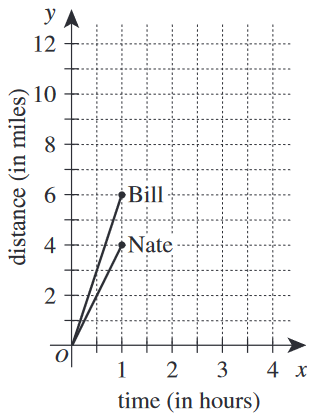 y
12
10
8
6
4
2
distance (in miles)
Bill
Nate
O
1 2 3 4 x
time (in hours)